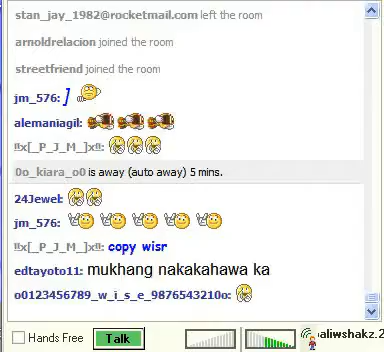 stan_jay_1982@rocketmail.com left the room
arnoldrelacion joined the room
streetfriend joined the room
jm_576: ]
alemaniagil:
!!x[_P_J_M_]x!!:
0o_kiara_o0 is away (auto away) 5 mins.
24Jewel:
jm_576:
!!x[_P_J_M_]x!!: copy wisr
edtayoto11: mukhang nakakahawa ka
o0123456789_w_i_s_e_9876543210o:
Hands Free
Talk
aliwshakz.2